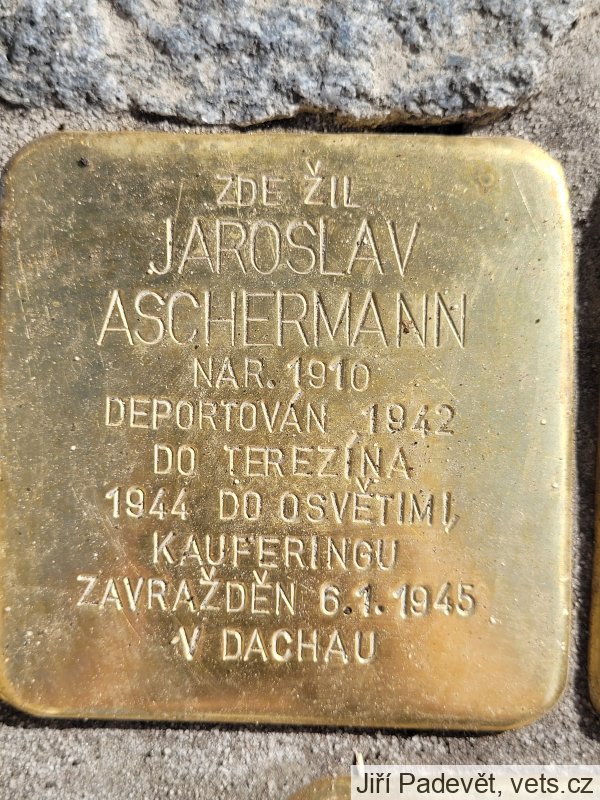 ZDE ŽIL
JAROSLAV
ASCHERMANN
NAR. 1910
DEPORTOVÁN 1942
DO TEREZÍNA
1944 DO OSVĚTIMI,
KAUFERINGU
ZAVRAŽDĚN 6.1.1945
V DACHAU
Jiří Padevět, vets.cz